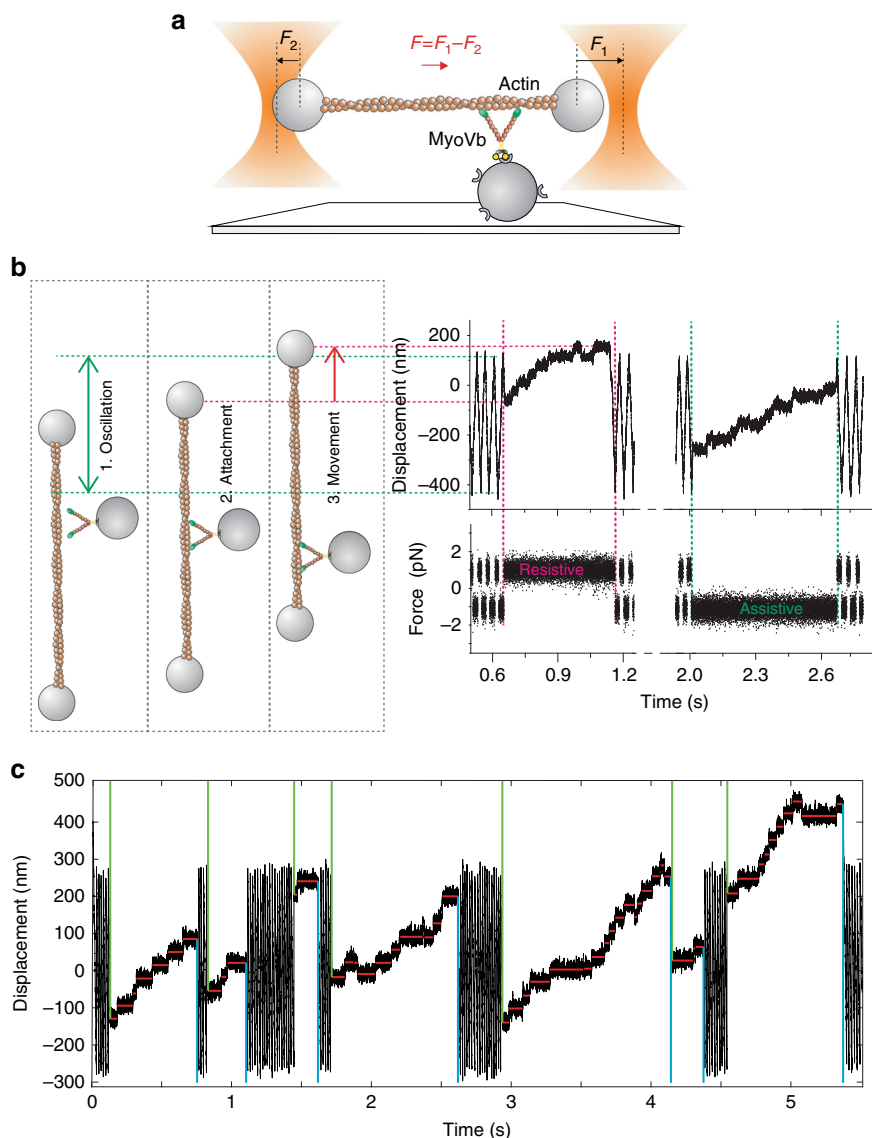 a
F₂
F=F₁−F₂
F₁
Actin
MyoVb
b
1. Oscillation
2. Attachment
3. Movement
Displacement (nm)
200
0
−200
−400
Force (pN)
2
0
−2
Resistive
Assistive
0.6
0.9
1.2
2.0
2.3
2.6
Time (s)
c
Displacement (nm)
500
400
300
200
100
0
−100
−200
−300
0
1
2
3
4
5
Time (s)